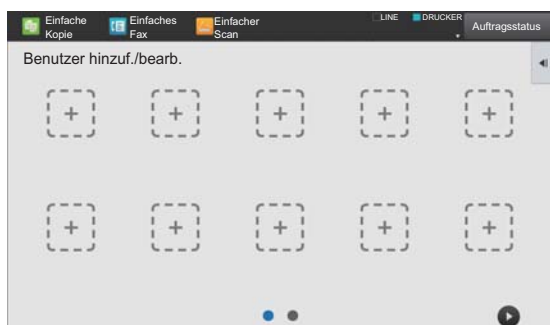 Einfache
Kopie
Einfaches
Fax
Einfacher
Scan
LINE
DRUCKER
Auftragsstatus
Benutzer hinzuf./bearb.